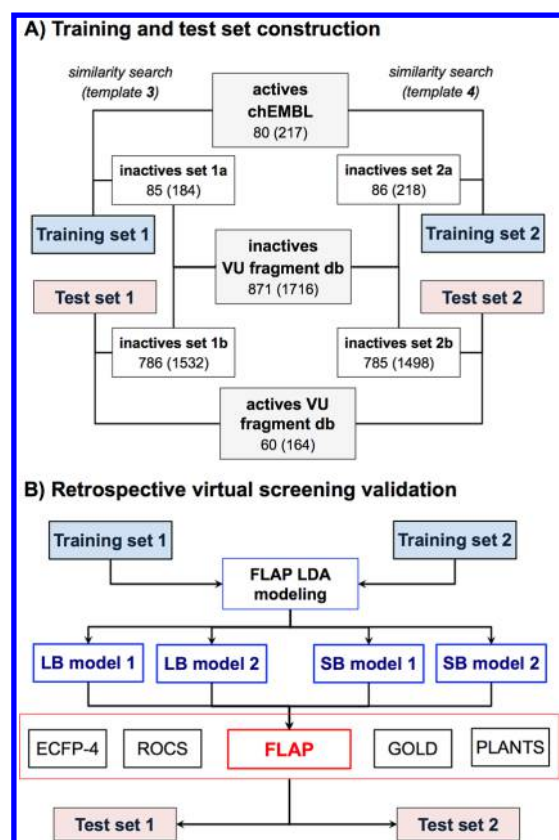 A) Training and test set construction
similarity search
(template 3)
similarity search
(template 4)
actives
chEMBL
80 (217)
inactives set 1a
85 (184)
inactives set 2a
86 (218)
Training set 1
Training set 2
inactives
VU fragment db
871 (1716)
Test set 1
Test set 2
inactives set 1b
786 (1532)
inactives set 2b
785 (1498)
actives VU
fragment db
60 (164)
B) Retrospective virtual screening validation
Training set 1
Training set 2
FLAP LDA
modeling
LB model 1
LB model 2
SB model 1
SB model 2
ECFP-4
ROCS
FLAP
GOLD
PLANTS
Test set 1
Test set 2